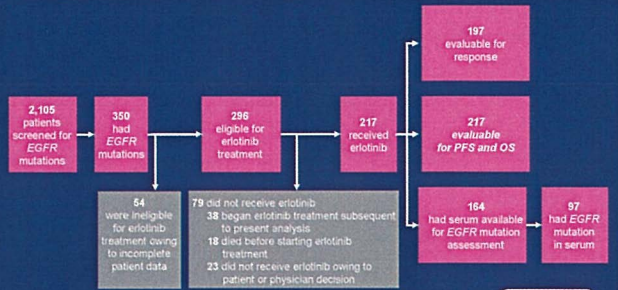 2,105
patients
screened for
EGFR
mutations
350
had
EGFR
mutations
54
were ineligible
for erlotinib
treatment owing
to incomplete
patient data
296
eligible for
erlotinib
treatment
79 did not receive erlotinib
38 began erlotinib treatment subsequent
to present analysis
18 died before starting erlotinib
treatment
23 did not receive erlotinib owing to
patient or physician decision
217
received
erlotinib
197
evaluable for
response
217
evaluable
for PFS and OS
164
had serum available
for EGFR mutation
assessment
97
had EGFR
mutation
in serum